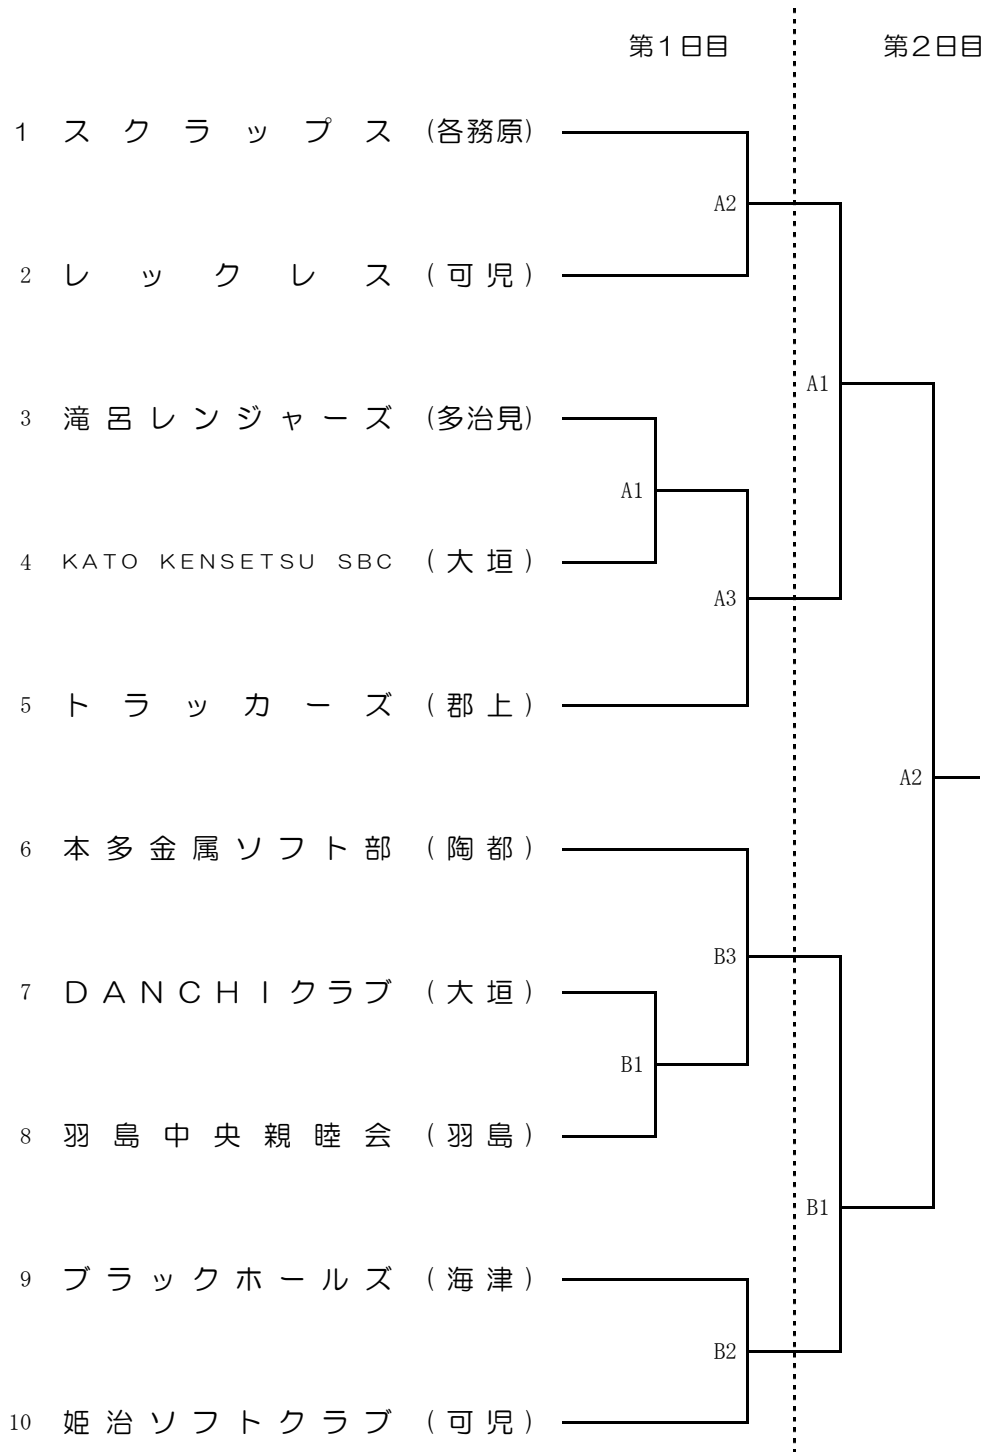 第1日目 第2日目
1 スクラップス (各務原)
A2
2 レックレス (可児)
A1
3 滝呂レンジャーズ (多治見)
A1
4 KATO KENSETSU SBC (大垣)
A3
5 トラッカーズ (郡上)
A2
6 本多金属ソフト部 (陶都)
B3
7 DANCHIクラブ (大垣)
B1
8 羽島中央親睦会 (羽島)
B1
9 ブラックホールズ (海津)
B2
10 姫治ソフトクラブ (可児)